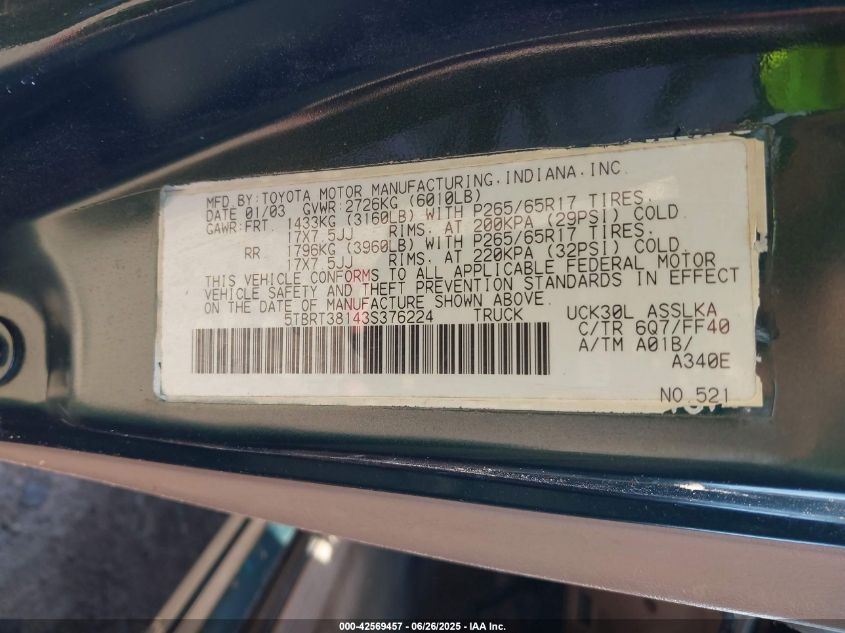 MFD.BY:TOYOTA MOTOR MANUFACTURING,INDIANA,INC.
DATE 01/03 GVWR: 2726KG (6010LB)
GAWR:FRT 1433KG (3160LB) WITH P265/65R17 TIRES.
17X7.5JJ RIMS. AT 200KPA (29PSI) COLD
RR 1796KG (3960LB) WITH P265/65R17 TIRES.
17X7.5JJ RIMS. AT 220KPA (32PSI) COLD
THIS VEHICLE CONFORMS TO ALL APPLICABLE FEDERAL MOTOR
VEHICLE SAFETY AND THEFT PREVENTION STANDARDS IN EFFECT
ON THE DATE OF MANUFACTURE SHOWN ABOVE.
5TBRT38143S376224 TRUCK UCK30L ASSLKA
C/TR 6Q7/FF40
A/TM A01B/
A340E
NO.521
000-42569457 - 06/26/2025 - IAA Inc.